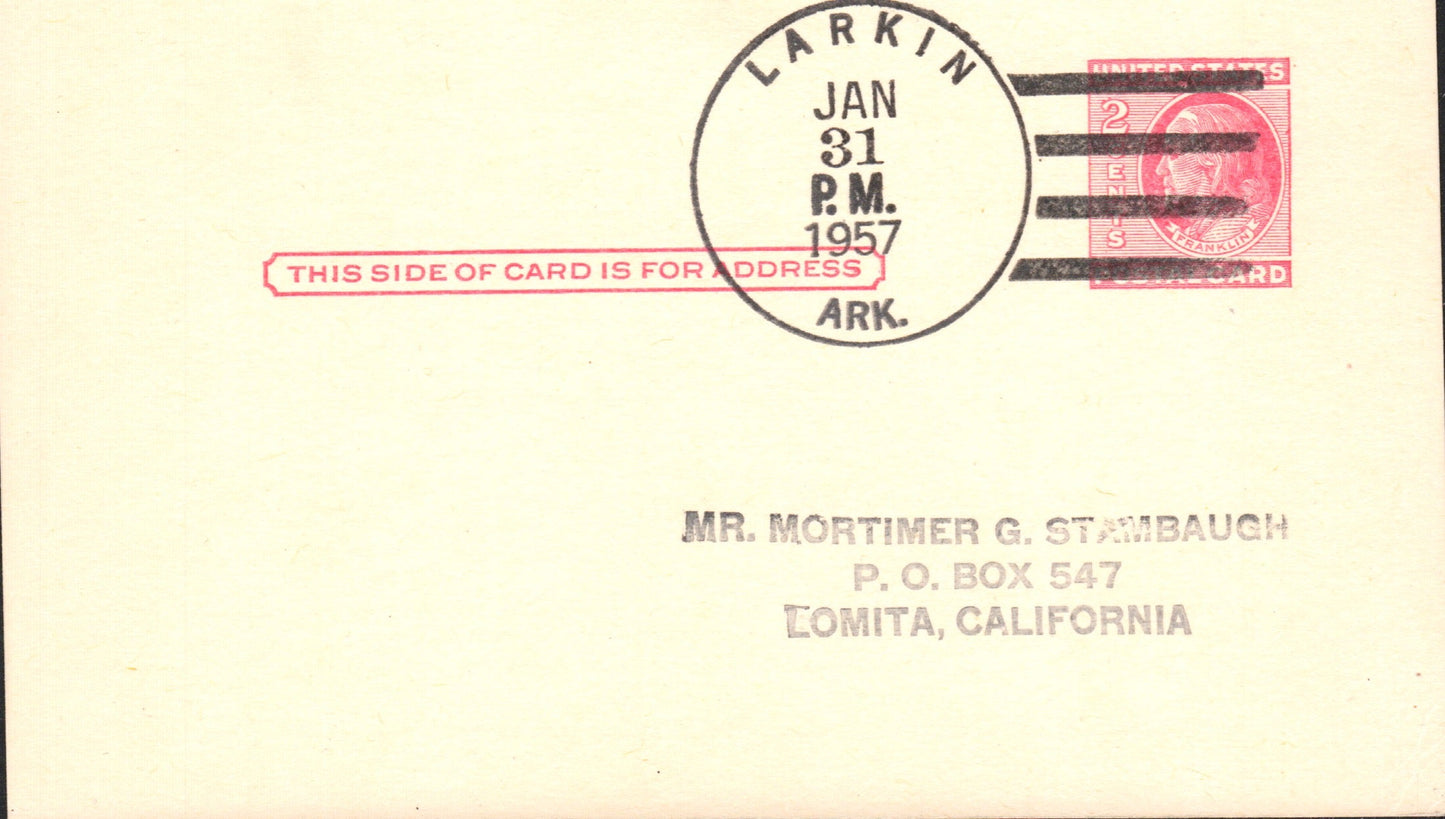 LARKIN
JAN
31
P. M.
1957
ARK.
UNITED STATES
2 CENTS
FRANKLIN
POSTAL CARD
THIS SIDE OF CARD IS FOR ADDRESS
MR. MORTIMER G. STAMBAUGH
P. O. BOX 547
LOMITA, CALIFORNIA